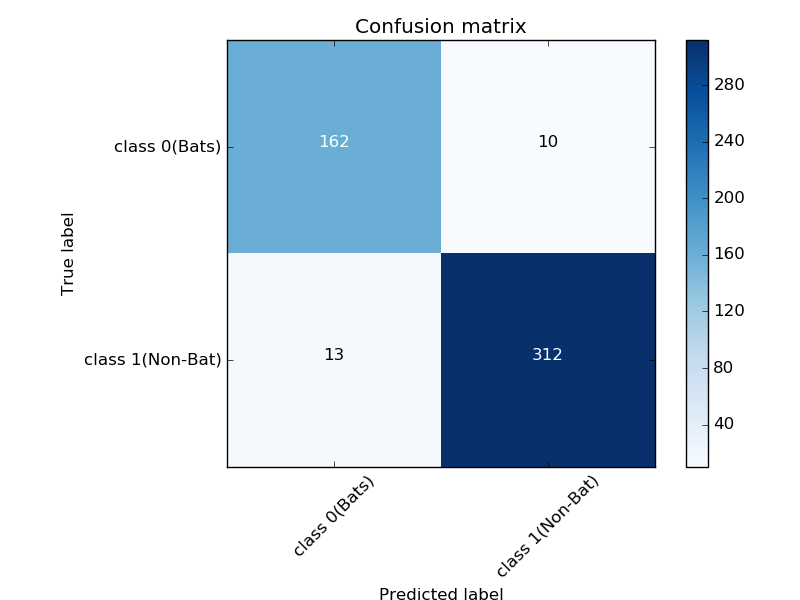 Confusion matrix
True label
class 0(Bats)
162
10
class 1(Non-Bat)
13
312
class 0(Bats)
class 1(Non-Bat)
Predicted label
280
240
200
160
120
80
40